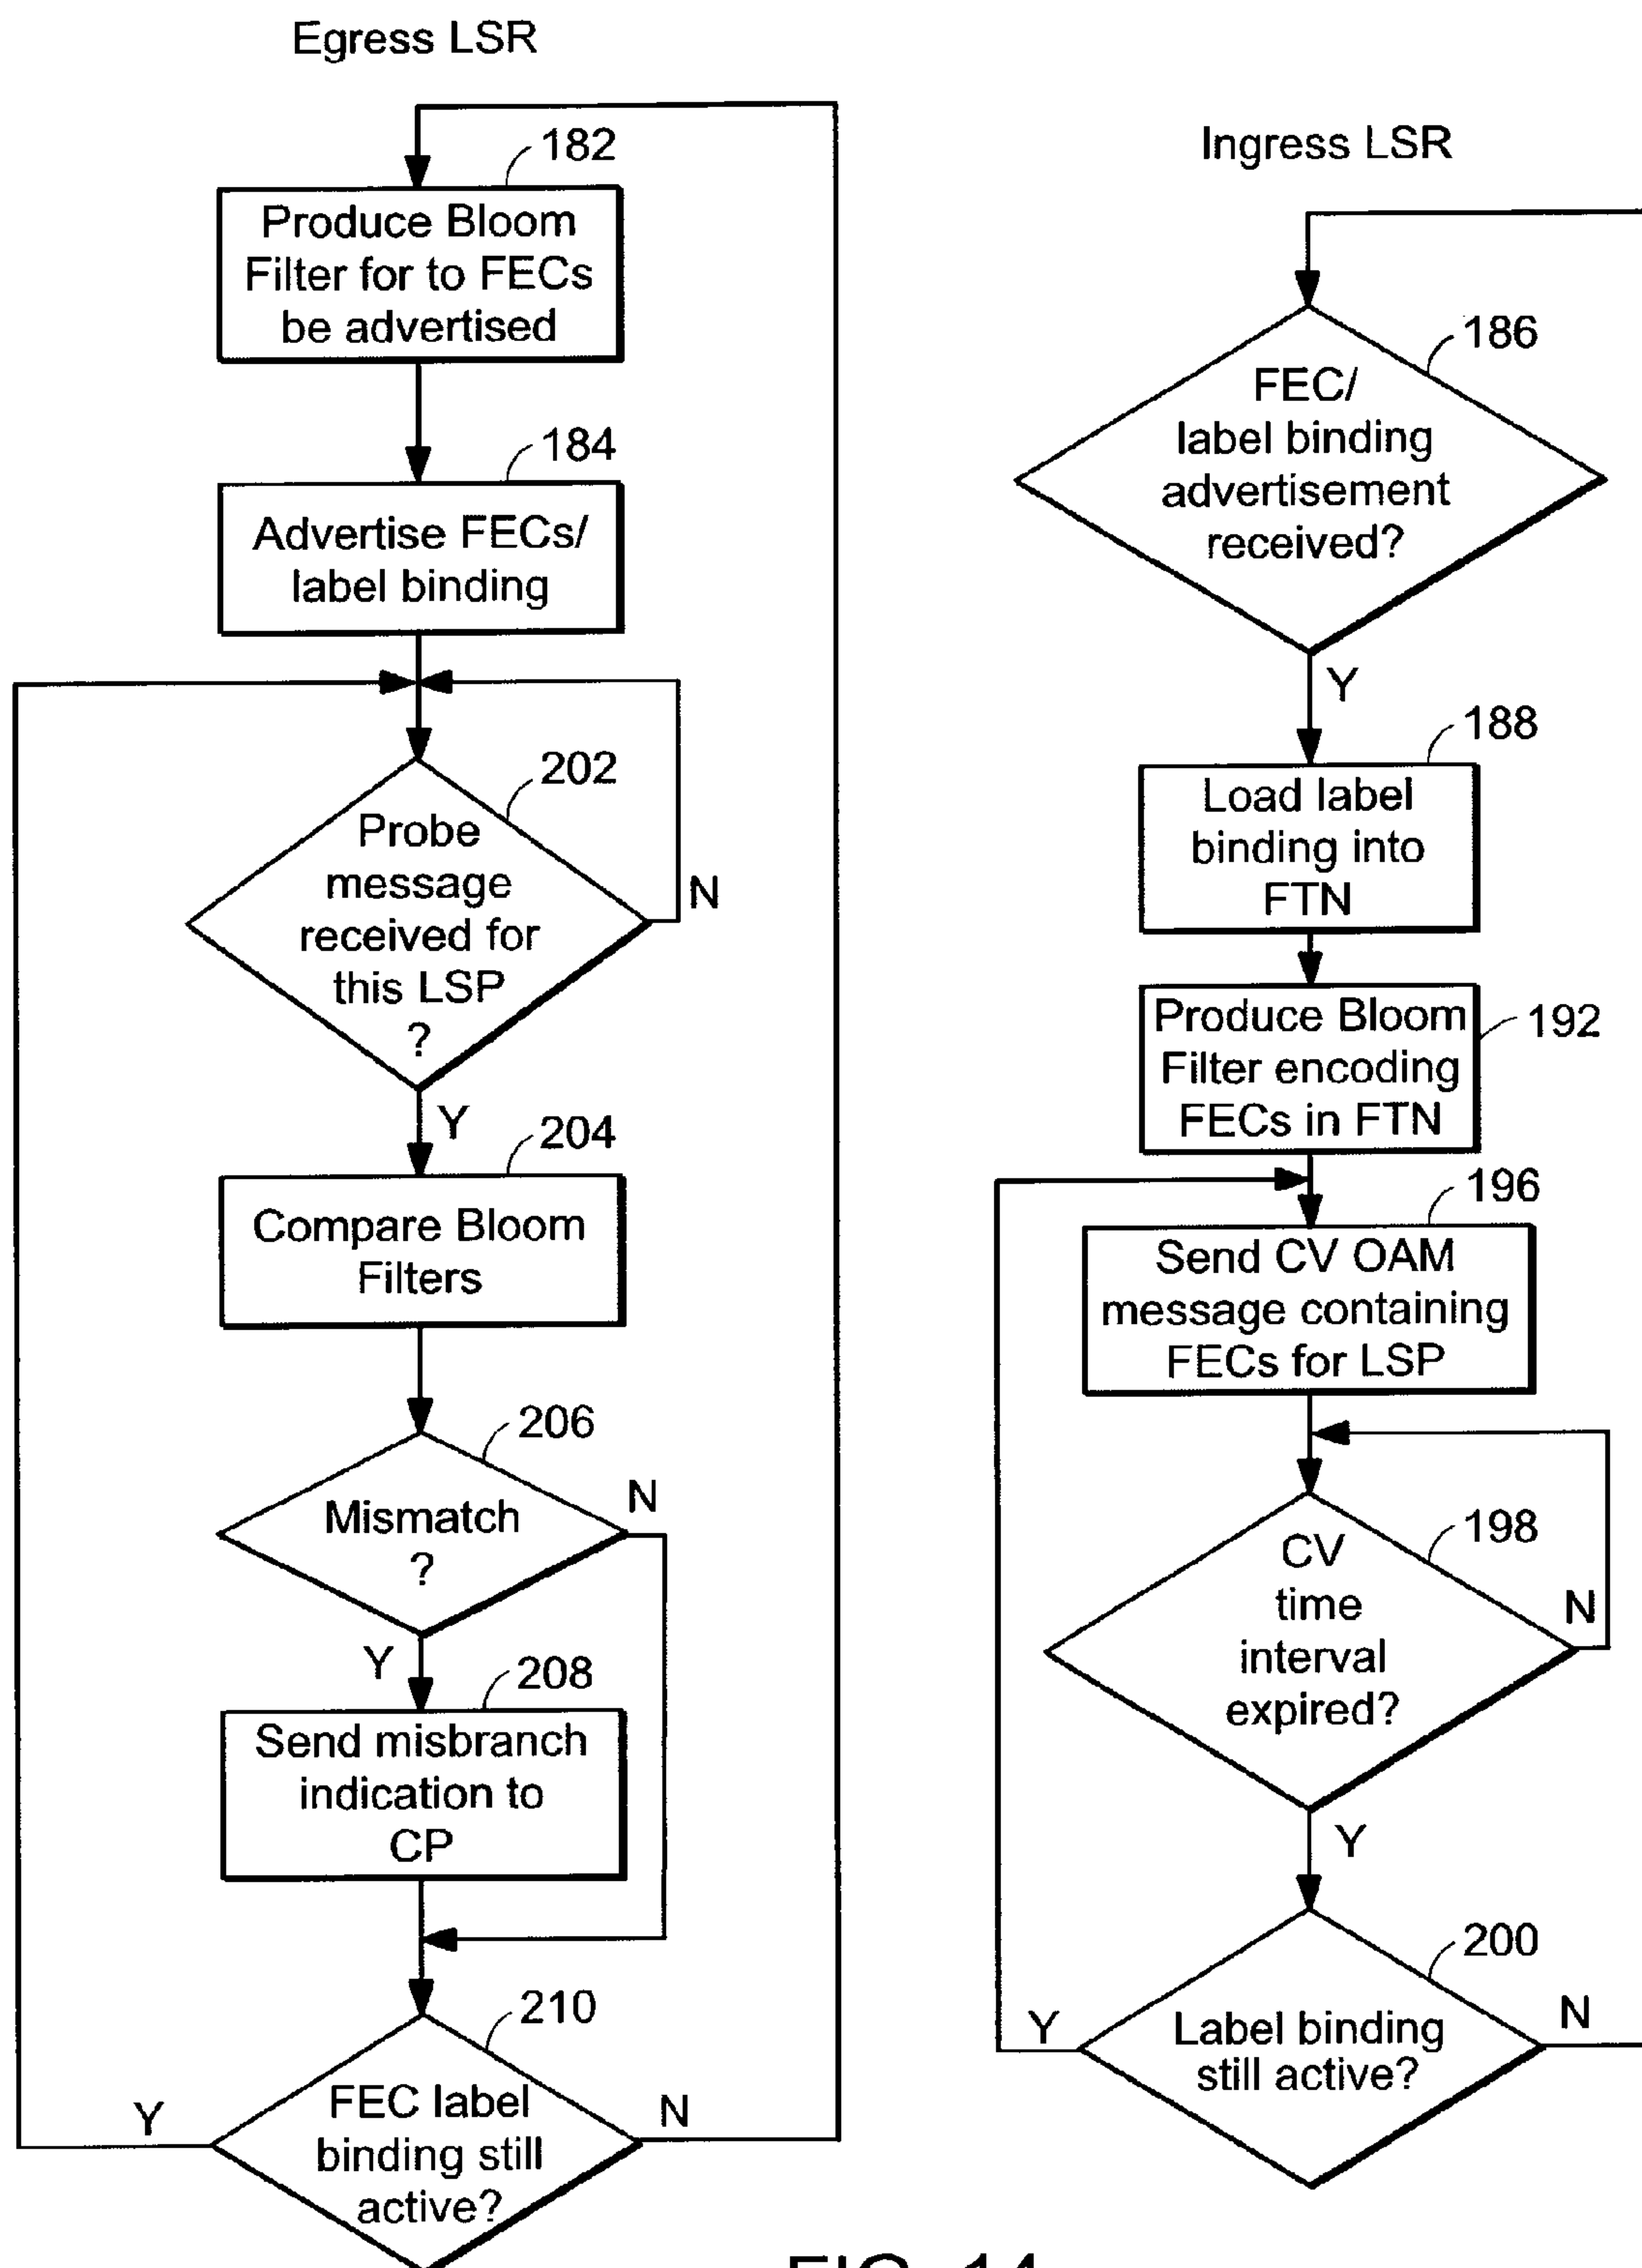 Egress LSR
182
Produce Bloom
Filter for to FECs
be advertised
184
Advertise FECs/
label binding
202
Probe
message
received for
this LSP
?
N
Y
204
Compare Bloom
Filters
206
Mismatch
?
N
Y
208
Send misbranch
indication to
CP
210
FEC label
binding still
active?
Y
N
Ingress LSR
186
FEC/
label binding
advertisement
received?
Y
188
Load label
binding into
FTN
192
Produce Bloom
Filter encoding
FECs in FTN
196
Send CV OAM
message containing
FECs for LSP
198
CV
time
interval
expired?
N
Y
200
Label binding
still active?
Y
N
FIG. 14